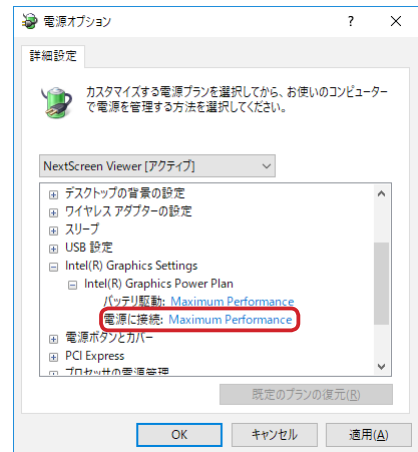 電源オプション
?
×
詳細設定
カスタマイズする電源プランを選択してから、お使いのコンピューター
で電源を管理する方法を選択してください。
NextScreen Viewer [アクティブ]
デスクトップの背景の設定
ワイヤレス アダプターの設定
スリープ
USB 設定
Intel(R) Graphics Settings
Intel(R) Graphics Power Plan
バッテリ駆動: Maximum Performance
電源に接続: Maximum Performance
電源ボタンとカバー
PCI Express
プロセッサの電源管理
既定のプランの復元(R)
OK
キャンセル
適用(A)